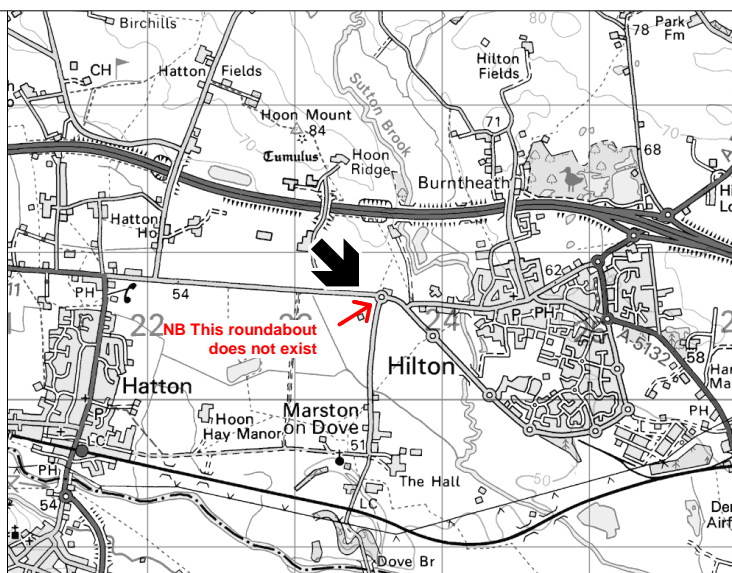 Birchills
80
78
Park
Fm
CH
Hatton
Fields
Hilton
Fields
70
Sutton Brook
Hoon Mount
84
71
70
68
Tumulus
Hoon
Ridge
Burntheath
Hatton
Ho
62
PH
54
22
24
P
PH
NB This roundabout
does not exist
A 5132
58
Hilton
Hatton
PH
Marston
on Dove
Hoon
Hay Manor
P
LC
51
50
The Hall
PH
54
LC
Dove Br